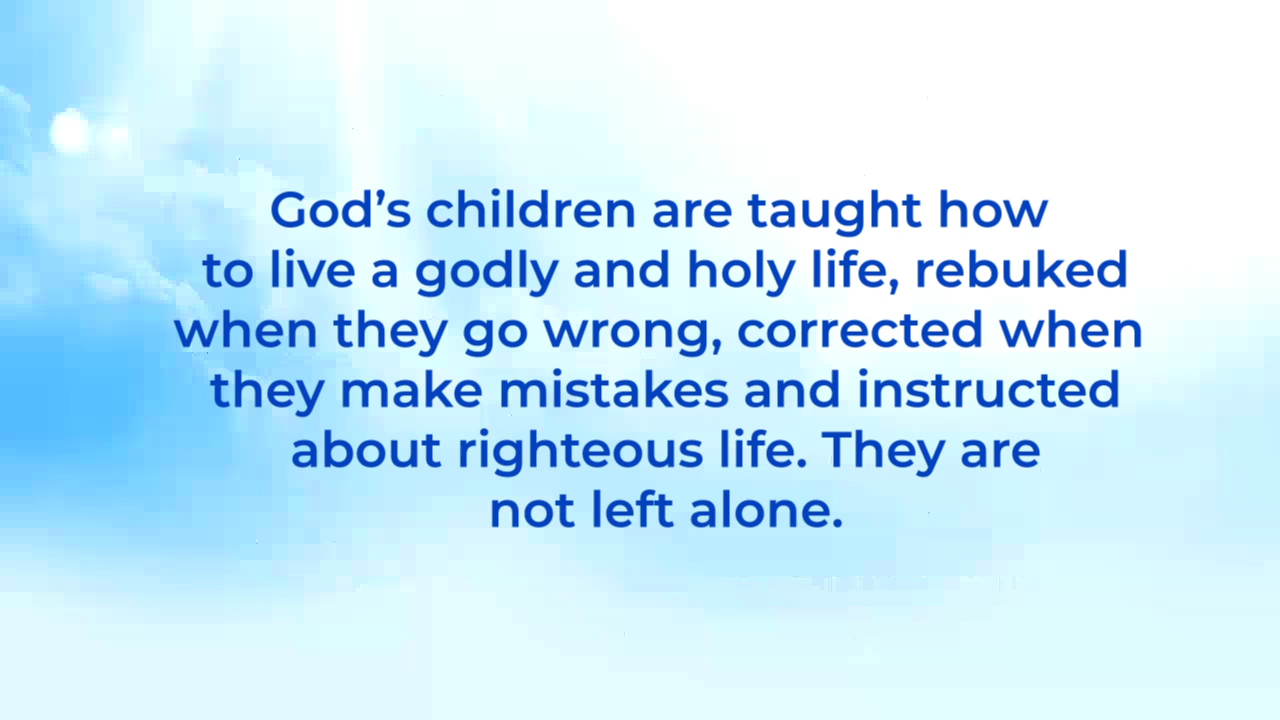 God’s children are taught how
to live a godly and holy life, rebuked
when they go wrong, corrected when
they make mistakes and instructed
about righteous life. They are
not left alone.